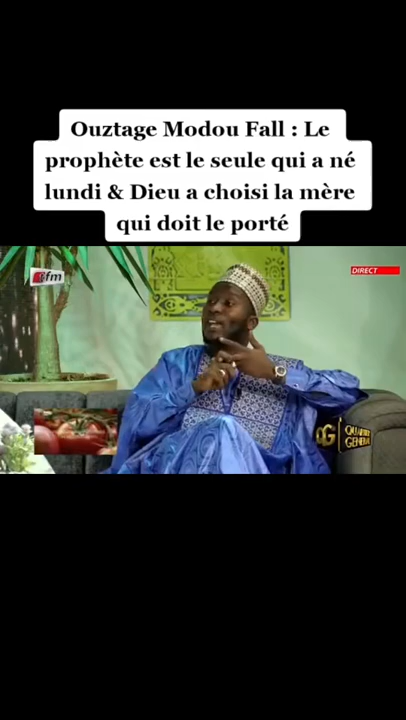 Ouztage Modou Fall : Le
prophète est le seule qui a né
lundi & Dieu a choisi la mère
qui doit le porté
tfm
DIRECT
QG
QUARTIER
GENERAL